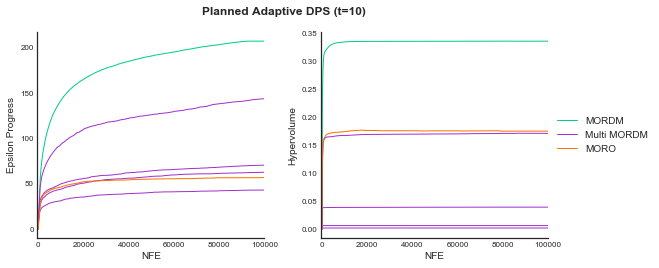 Planned Adaptive DPS (t=10)
Epsilon Progress
200
150
100
50
0
0 20000 40000 60000 80000 100000
NFE
Hypervolume
0.35
0.30
0.25
0.20
0.15
0.10
0.05
0.00
0 20000 40000 60000 80000 100000
NFE
MORDM
Multi MORDM
MORO